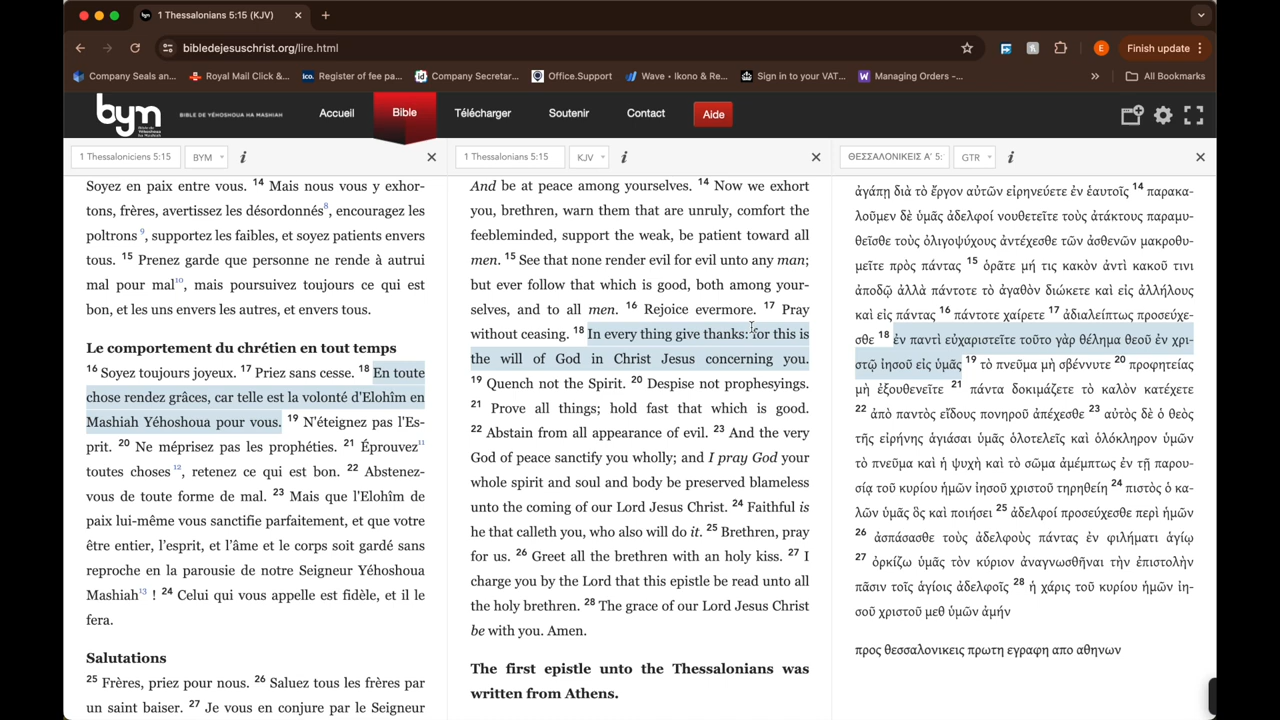 1 Thessalonians 5:15 (KJV)
bibledejesuschrist.org/lire.html
E
Finish update
Company Seals an...
Royal Mail Click &...
ico.
Register of fee pa...
id
Company Secretar...
Office.Support
Wave • Ikono & Re...
Sign in to your VAT...
Managing Orders –...
»
All Bookmarks
bym
BIBLE DE YÉHOSHOUA HA MASHIAH
Accueil
Bible
Télécharger
Soutenir
Contact
Aide
1 Thessaloniciens 5:15
BYM
i
1 Thessalonians 5:15
KJV
i
ΘΕΣΣΑΛΟΝΙΚΕΙΣ Α' 5:
GTR
i
Soyez en paix entre vous. 14 Mais nous vous y exhor-
tons, frères, avertissez les désordonnés8, encouragez les
poltrons 9, supportez les faibles, et soyez patients envers
tous. 15 Prenez garde que personne ne rende à autrui
mal pour mal10, mais poursuivez toujours ce qui est
bon, et envers les uns les autres, et envers tous.
Le comportement du chrétien en tout temps
16 Soyez toujours joyeux. 17 Priez sans cesse. 18 En toute
chose rendez grâces, car telle est la volonté d'Elohîm en
Mashiah Yéhoshoua pour vous. 19 N'éteignez pas l'Es-
prit. 20 Ne méprisez pas les prophéties. 21 Éprouvez11
toutes choses 12, retenez ce qui est bon. 22 Abstenez-
vous de toute forme de mal. 23 Mais que l'Elohîm de
paix lui-même vous sanctifie parfaitement, et que votre
être entier, l'esprit, et l'âme et le corps soit gardé sans
reproche en la parousie de notre Seigneur Yéhoshoua
Mashiah13 ! 24 Celui qui vous appelle est fidèle, et il le
fera.
Salutations
25 Frères, priez pour nous. 26 Saluez tous les frères par
un saint baiser. 27 Je vous en conjure par le Seigneur
And be at peace among yourselves. 14 Now we exhort
you, brethren, warn them that are unruly, comfort the
feebleminded, support the weak, be patient toward all
men. 15 See that none render evil for evil unto any man;
but ever follow that which is good, both among your-
selves, and to all men. 16 Rejoice evermore. 17 Pray
without ceasing. 18 In every thing give thanks: for this is
the will of God in Christ Jesus concerning you.
19 Quench not the Spirit. 20 Despise not prophesyings.
21 Prove all things; hold fast that which is good.
22 Abstain from all appearance of evil. 23 And the very
God of peace sanctify you wholly; and I pray God your
whole spirit and soul and body be preserved blameless
unto the coming of our Lord Jesus Christ. 24 Faithful is
he that calleth you, who also will do it. 25 Brethren, pray
for us. 26 Greet all the brethren with an holy kiss. 27 I
charge you by the Lord that this epistle be read unto all
the holy brethren. 28 The grace of our Lord Jesus Christ
be with you. Amen.
The first epistle unto the Thessalonians was
written from Athens.
ἀγάπῃ διὰ τὸ ἔργον αὐτῶν εἰρηνεύετε ἐν ἑαυτοῖς 14 παρακα-
λοῦμεν δὲ ὑμᾶς ἀδελφοί νουθετεῖτε τοὺς ἀτάκτους παραμυ-
θεῖσθε τοὺς ὀλιγοψύχους ἀντέχεσθε τῶν ἀσθενῶν μακροθυ-
μεῖτε πρὸς πάντας 15 ὁρᾶτε μή τις κακὸν ἀντὶ κακοῦ τινι
ἀποδῷ ἀλλὰ πάντοτε τὸ ἀγαθὸν διώκετε καὶ εἰς ἀλλήλους
καὶ εἰς πάντας 16 πάντοτε χαίρετε 17 ἀδιαλείπτως προσεύχε-
σθε 18 ἐν παντὶ εὐχαριστεῖτε τοῦτο γὰρ θέλημα θεοῦ ἐν χρι-
στῷ ἰησοῦ εἰς ὑμᾶς 19 τὸ πνεῦμα μὴ σβέννυτε 20 προφητείας
μὴ ἐξουθενεῖτε 21 πάντα δοκιμάζετε τὸ καλὸν κατέχετε
22 ἀπὸ παντὸς εἴδους πονηροῦ ἀπέχεσθε 23 αὐτὸς δὲ ὁ θεὸς
τῆς εἰρήνης ἁγιάσαι ὑμᾶς ὁλοτελεῖς καὶ ὁλόκληρον ὑμῶν
τὸ πνεῦμα καὶ ἡ ψυχὴ καὶ τὸ σῶμα ἀμέμπτως ἐν τῇ παρου-
σίᾳ τοῦ κυρίου ἡμῶν ἰησοῦ χριστοῦ τηρηθείη 24 πιστὸς ὁ κα-
λῶν ὑμᾶς ὃς καὶ ποιήσει 25 ἀδελφοί προσεύχεσθε περὶ ἡμῶν
26 ἀσπάσασθε τοὺς ἀδελφοὺς πάντας ἐν φιλήματι ἁγίῳ
27 ὁρκίζω ὑμᾶς τὸν κύριον ἀναγνωσθῆναι τὴν ἐπιστολὴν
πᾶσιν τοῖς ἁγίοις ἀδελφοῖς 28 ἡ χάρις τοῦ κυρίου ἡμῶν ἰη-
σοῦ χριστοῦ μεθ ὑμῶν ἀμήν
προς θεσσαλονικεις πρωτη εγραφη απο αθηνων